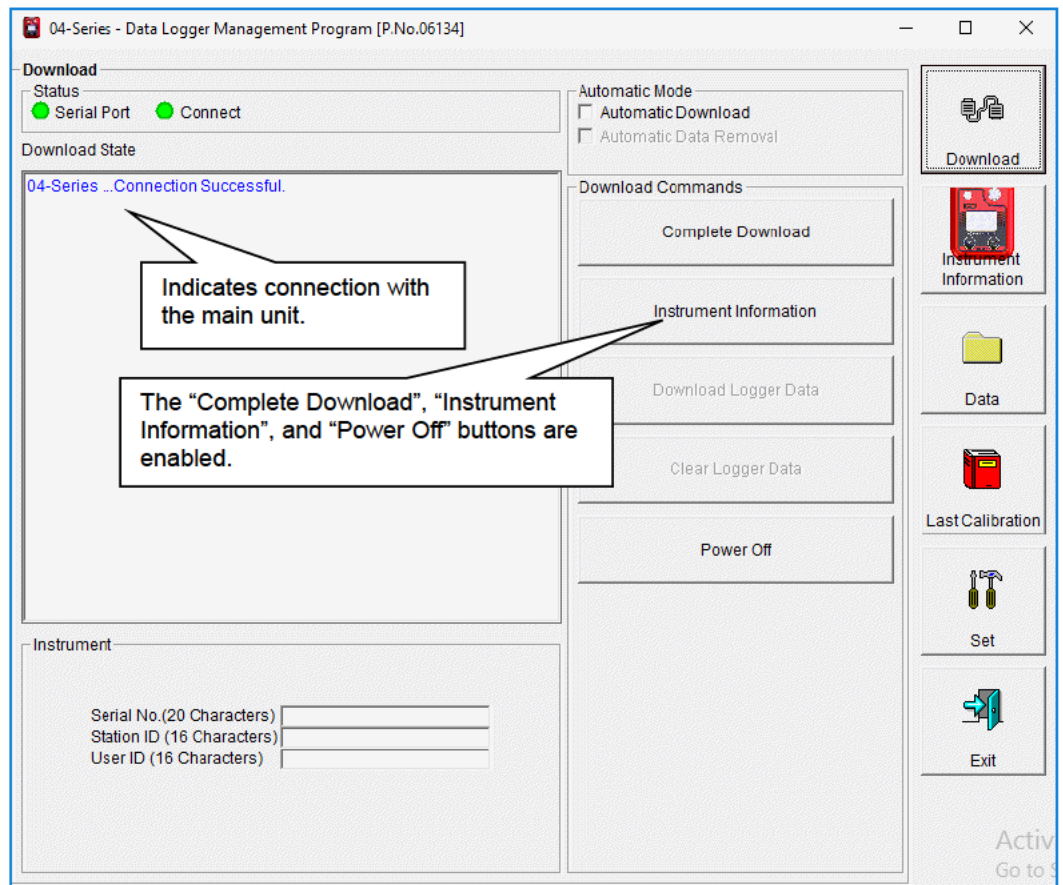 04-Series - Data Logger Management Program [P.No.06134]
Download
Status
Serial Port
Connect
Download State
04-Series ...Connection Successful.
Indicates connection with
the main unit.
The “Complete Download”, “Instrument
Information”, and “Power Off” buttons are
enabled.
Instrument
Serial No.(20 Characters)
Station ID (16 Characters)
User ID (16 Characters)
Automatic Mode
Automatic Download
Automatic Data Removal
Download Commands
Complete Download
Instrument Information
Download Logger Data
Clear Logger Data
Power Off
Download
Instrument
Information
Data
Last Calibration
Set
Exit
Activ
Go to S